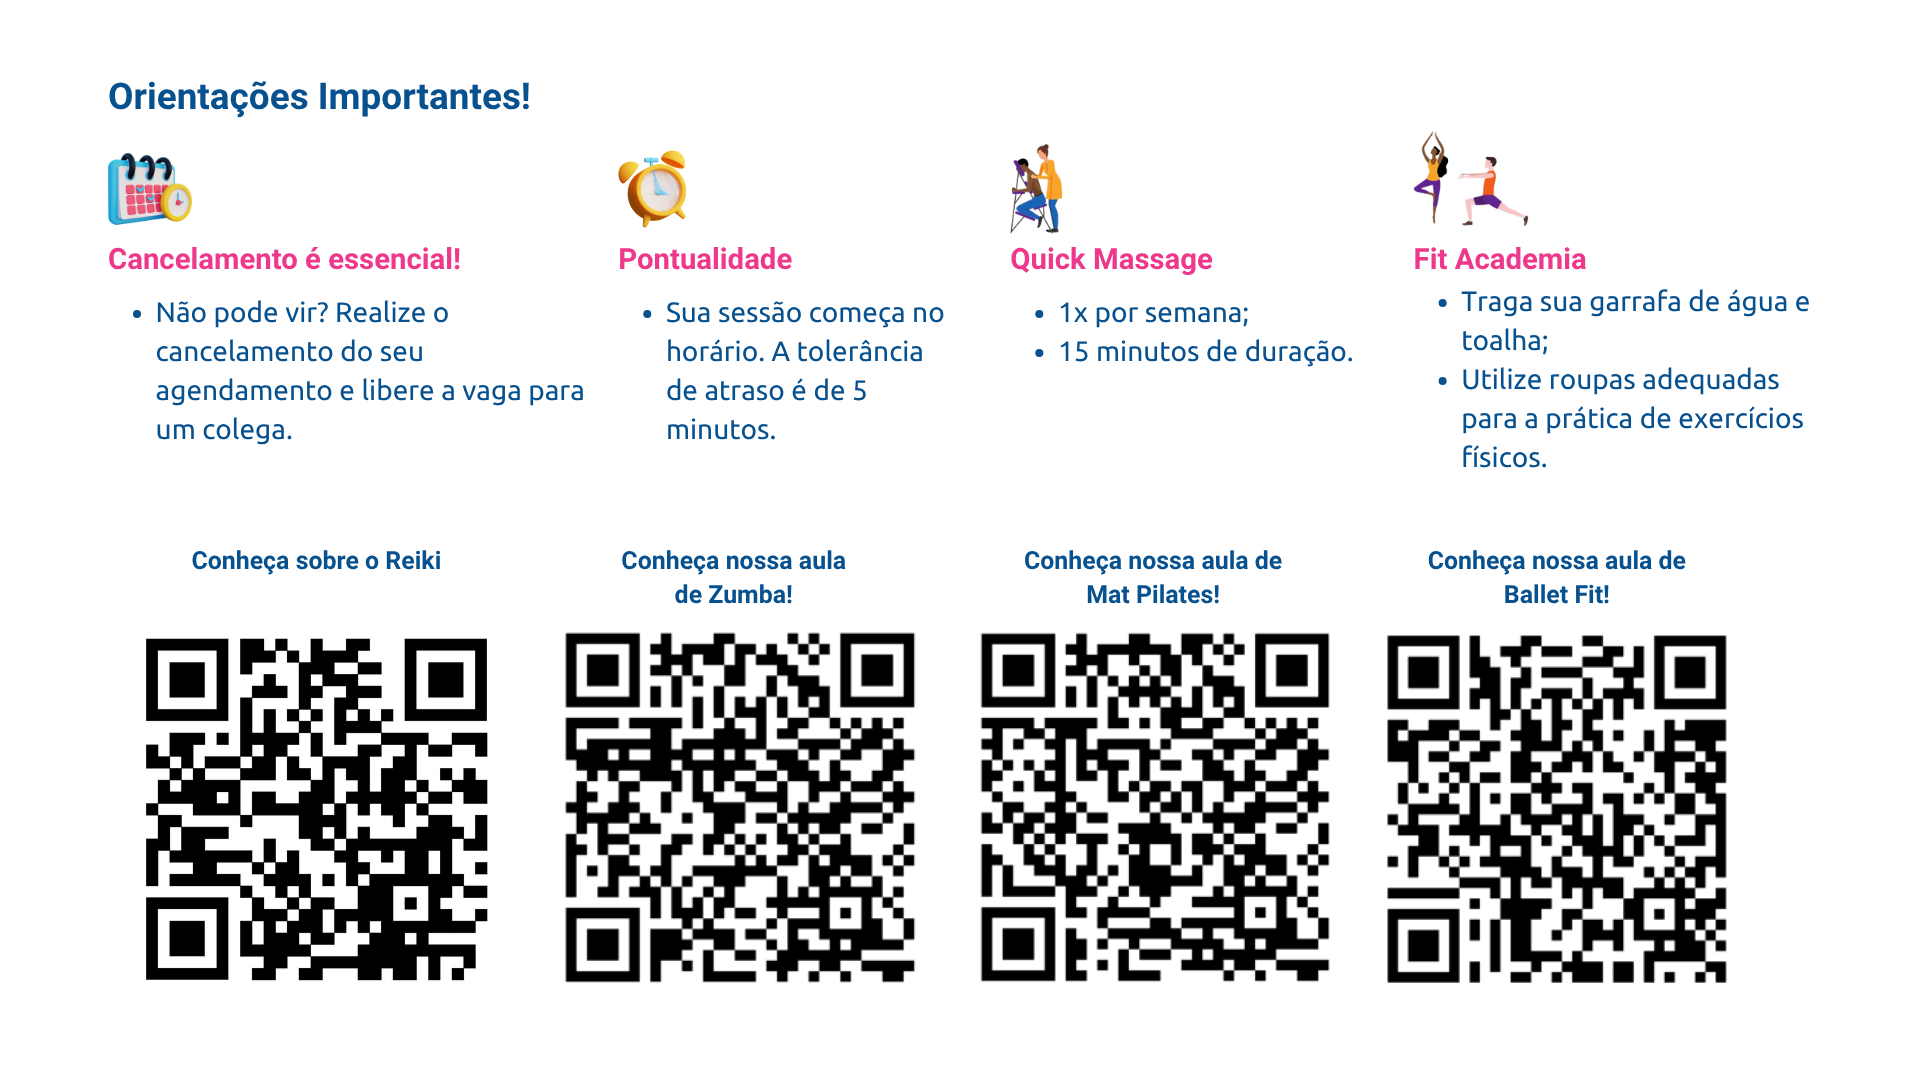 Orientações Importantes!
Cancelamento é essencial!
• Não pode vir? Realize o
cancelamento do seu
agendamento e libere a vaga para
um colega.
Pontualidade
• Sua sessão começa no
horário. A tolerância
de atraso é de 5
minutos.
Quick Massage
• 1x por semana;
• 15 minutos de duração.
Fit Academia
• Traga sua garrafa de água e
toalha;
• Utilize roupas adequadas
para a prática de exercícios
físicos.
Conheça sobre o Reiki
Conheça nossa aula
de Zumba!
Conheça nossa aula de
Mat Pilates!
Conheça nossa aula de
Ballet Fit!